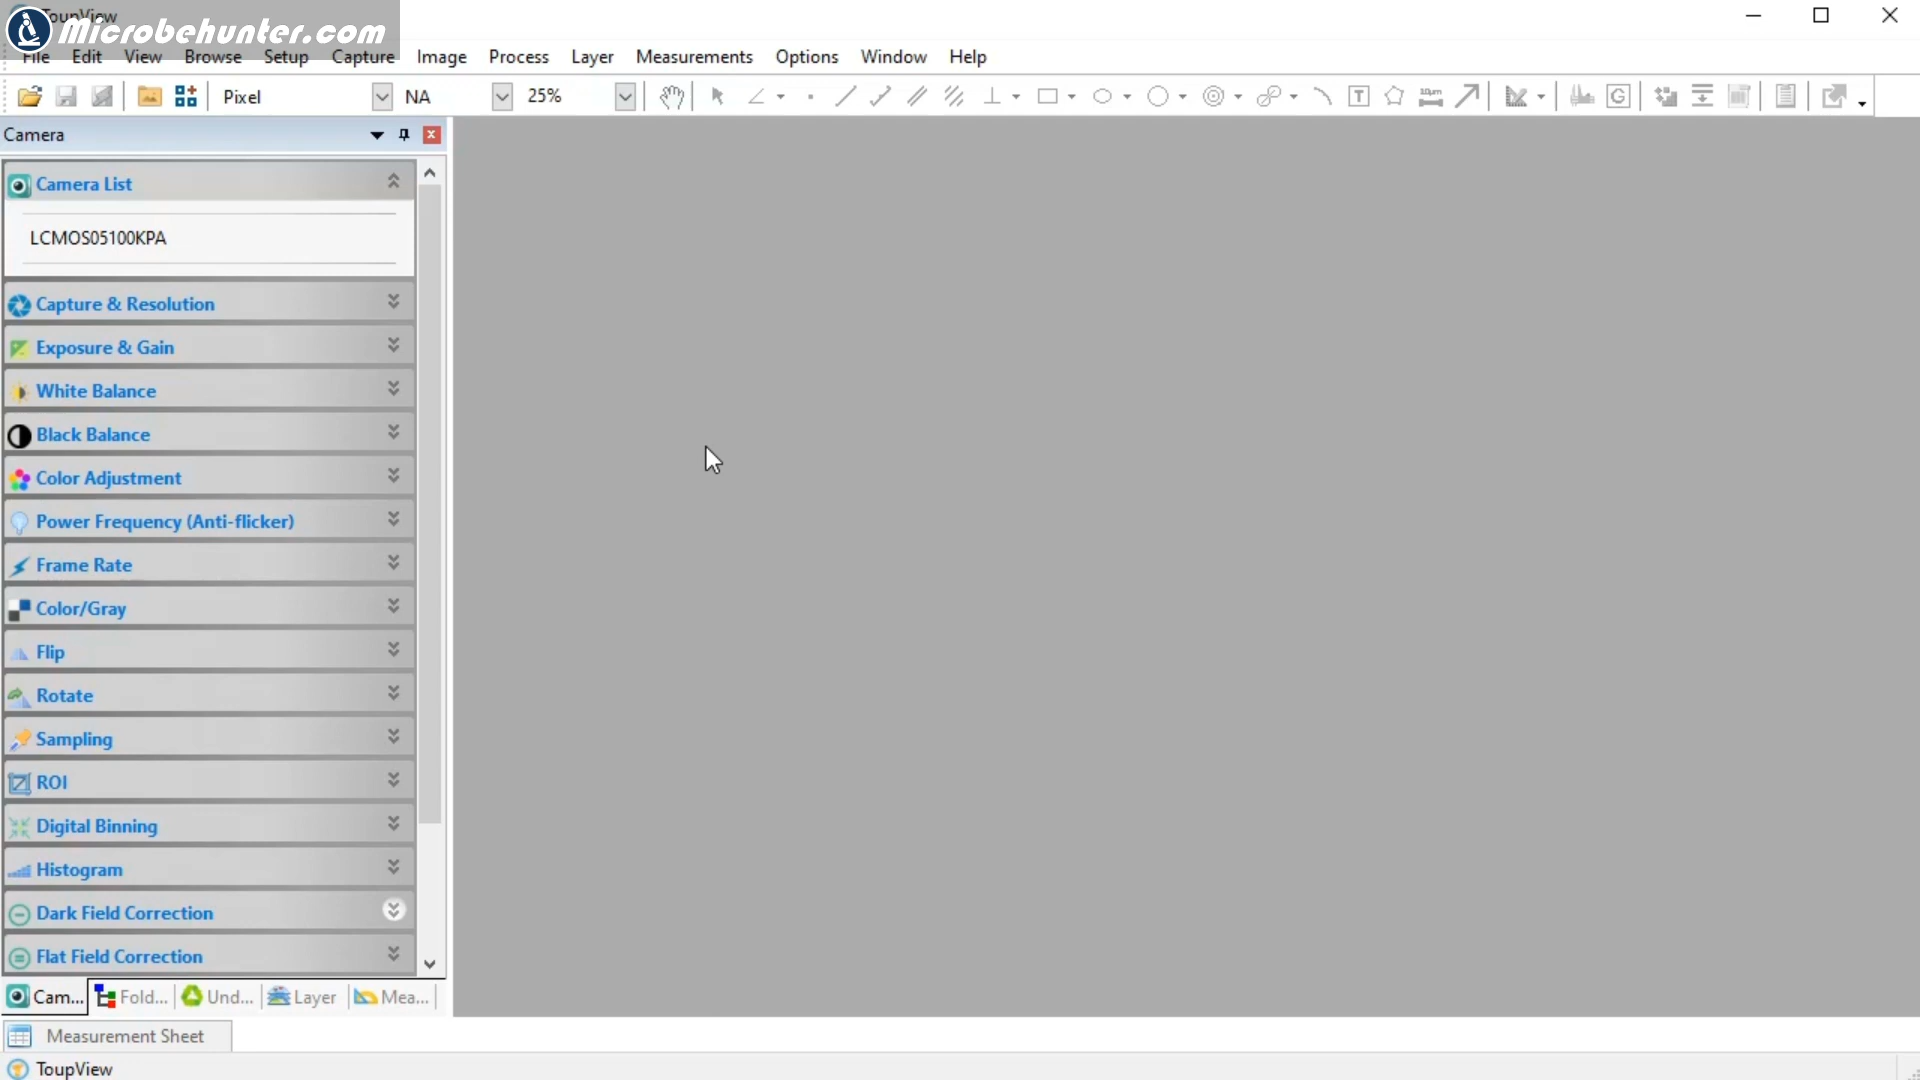 ToupView
Microbehunter.com
File Edit View Browse Setup Capture Image Process Layer Measurements Options Window Help
Pixel NA 25% 10μm T G
Camera
Camera List
LCMOS05100KPA
Capture & Resolution
Exposure & Gain
White Balance
Black Balance
Color Adjustment
Power Frequency (Anti-flicker)
Frame Rate
Color/Gray
Flip
Rotate
Sampling
ROI
Digital Binning
Histogram
Dark Field Correction
Flat Field Correction
Cam... Fold... Und... Layer Mea...
Measurement Sheet
ToupView